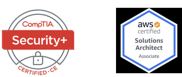 CompTIA
Security+
CERTIFIED CE
aws
certified
Solutions
Architect
Associate